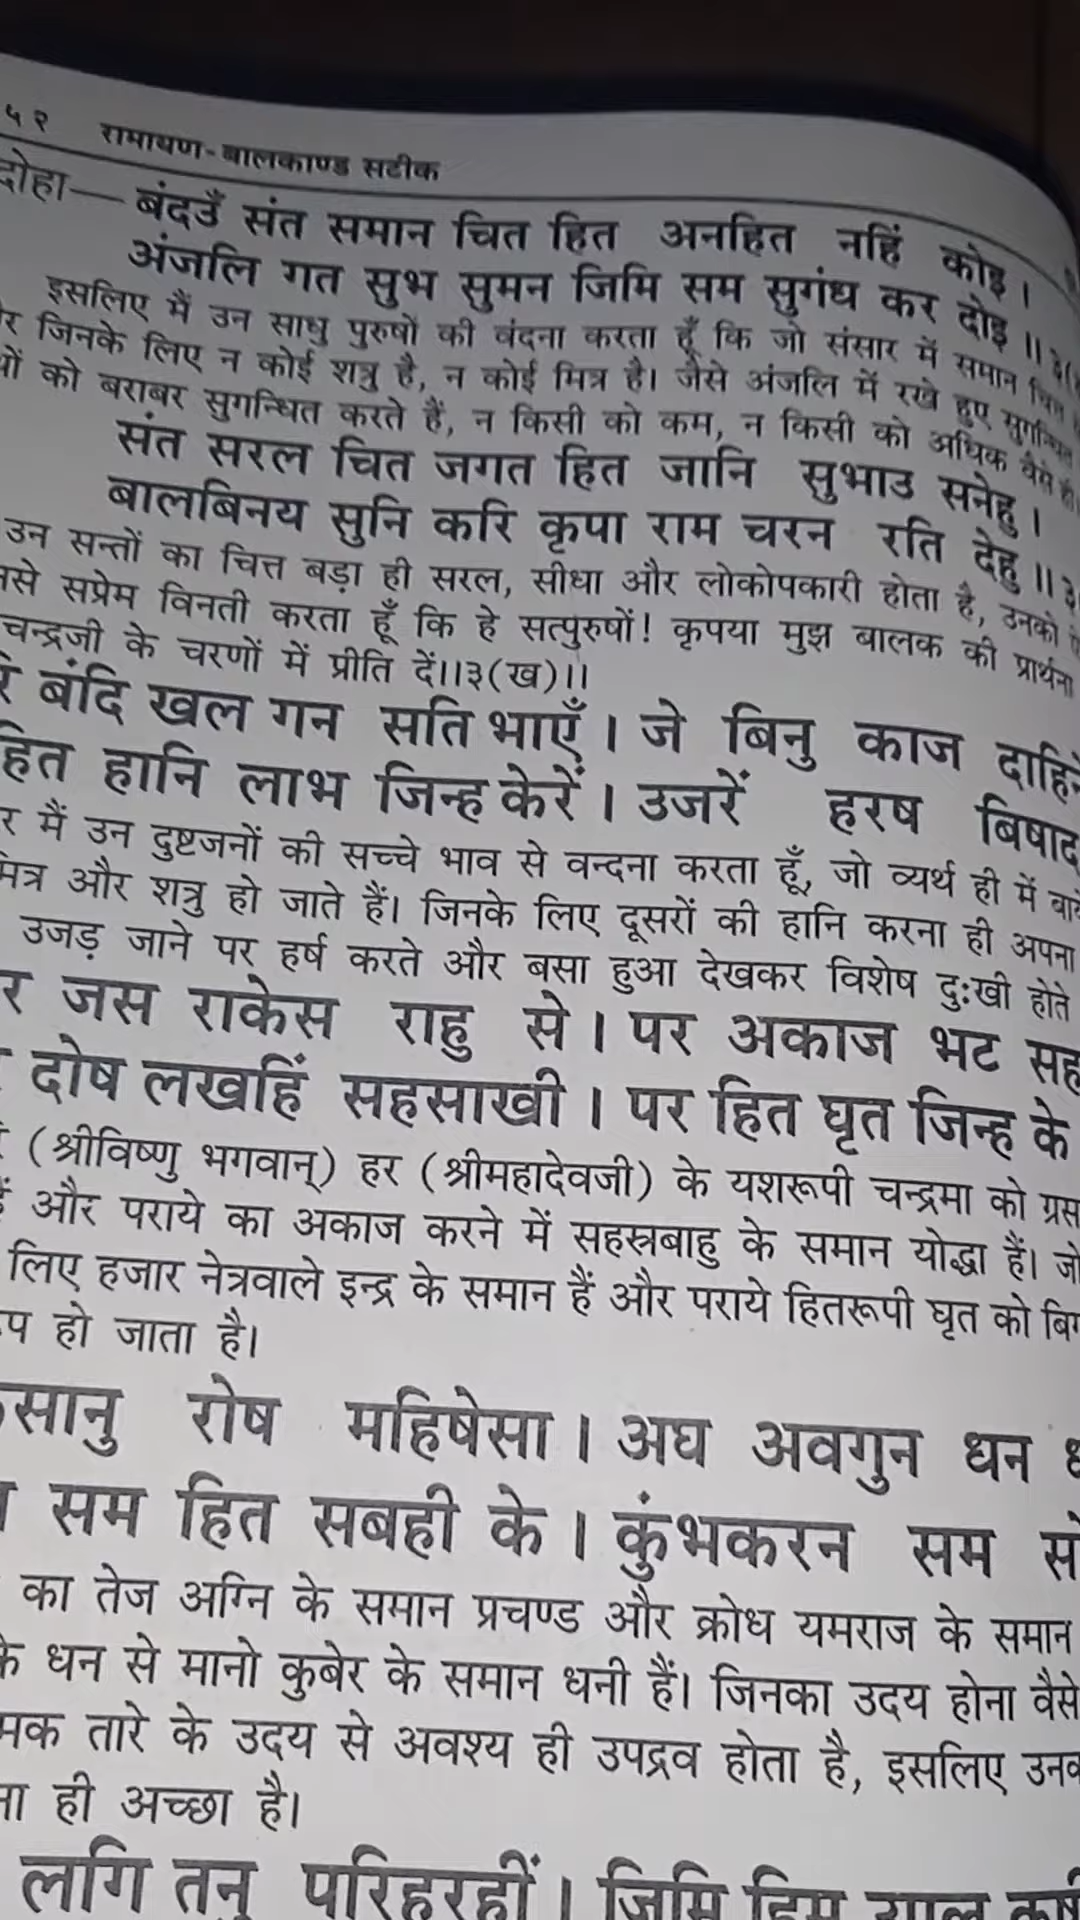 ५२ रामायण-बालकाण्ड सटीक
दोहा— बंदउँ संत समान चित हित अनहित नहिं कोइ ।
अंजलि गत सुभ सुमन जिमि सम सुगंध कर दोइ ॥
इसलिए मैं उन साधु पुरुषों की वंदना करता हूँ कि जो संसार में समान
जिनके लिए न कोई शत्रु है, न कोई मित्र है। जैसे अंजलि में रखे हुए सुगन्धित
को बराबर सुगन्धित करते हैं, न किसी को कम, न किसी को अधिक वैसे ही
संत सरल चित जगत हित जानि सुभाउ सनेहु ।
बालबिनय सुनि करि कृपा राम चरन रति देहु ॥
उन सन्तों का चित्त बड़ा ही सरल, सीधा और लोकोपकारी होता है, उनको
सप्रेम विनती करता हूँ कि हे सत्पुरुषों! कृपया मुझ बालक की प्रार्थना
चन्द्रजी के चरणों में प्रीति दें।।३(ख)।।
बंदि खल गन सति भाएँ । जे बिनु काज
हित हानि लाभ जिन्ह केरें । उजरें हरष बिषाद
मैं उन दुष्टजनों की सच्चे भाव से वन्दना करता हूँ, जो व्यर्थ ही में
और शत्रु हो जाते हैं। जिनके लिए दूसरों की हानि करना ही अपना
उजड़ जाने पर हर्ष करते और बसा हुआ देखकर विशेष दुःखी होते
जस राकेस राहु से । पर अकाज भट
दोष लखहिं सहसाखी । पर हित घृत जिन्ह के
(श्रीविष्णु भगवान्) हर (श्रीमहादेवजी) के यशरूपी चन्द्रमा को
और पराये का अकाज करने में सहस्रबाहु के समान योद्धा हैं। जो
लिए हजार नेत्रवाले इन्द्र के समान हैं और पराये हितरूपी घृत को
हो जाता है।
रोष महिषेसा । अघ अवगुन धन
सम हित सबही के । कुंभकरन सम
का तेज अग्नि के समान प्रचण्ड और क्रोध यमराज के समान
के धन से मानो कुबेर के समान धनी हैं। जिनका उदय होना वैसे
तारे के उदय से अवश्य ही उपद्रव होता है, इसलिए
ही अच्छा है।
लगि तनु परिहरहीं । जिमि हिम